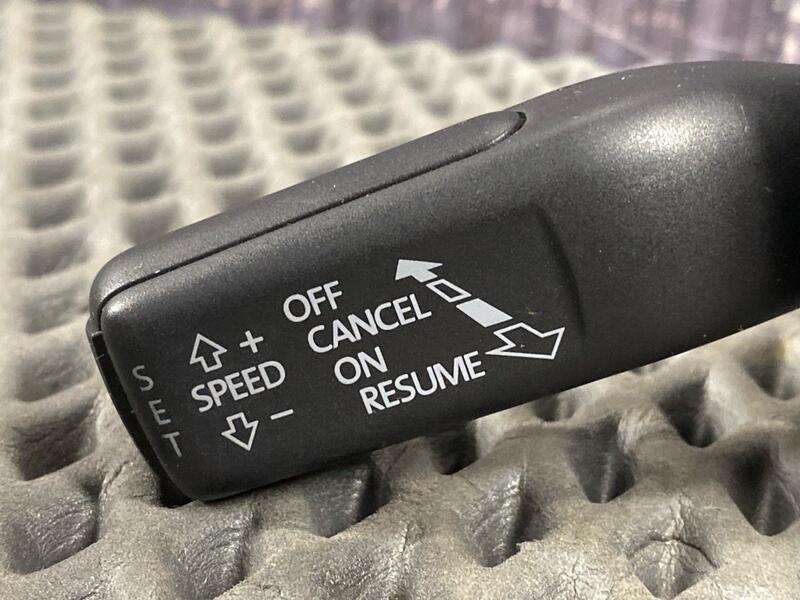 OFF
CANCEL
ON
RESUME
+
SPEED
−
SET